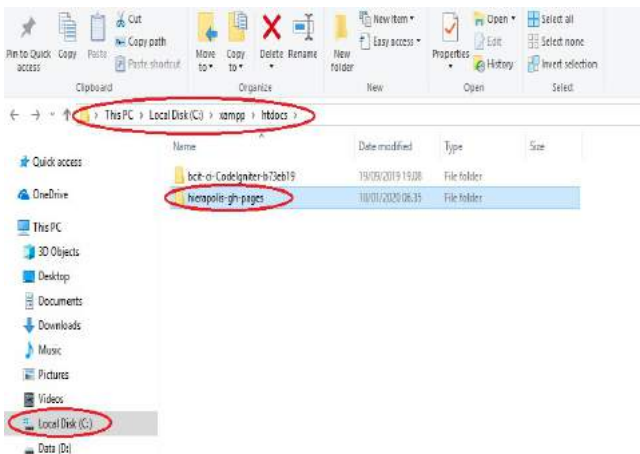 Cut
Copy path
Paste shortcut
Pin to Quick access
Copy
Paste
Clipboard
Move to
Copy to
Delete
Rename
Organize
New folder
New item
Easy access
New
Properties
Open
Edit
History
Open
Select all
Select none
Invert selection
Select
This PC > Local Disk (C:) > xampp > htdocs >
Name Date modified Type Size
bcit-ci-CodeIgniter-b73eb19 19/09/2019 19.08 File folder
hierapolis-gh-pages 18/01/2020 06.35 File folder
Quick access
OneDrive
This PC
3D Objects
Desktop
Documents
Downloads
Music
Pictures
Videos
Local Disk (C:)
Data (D:)